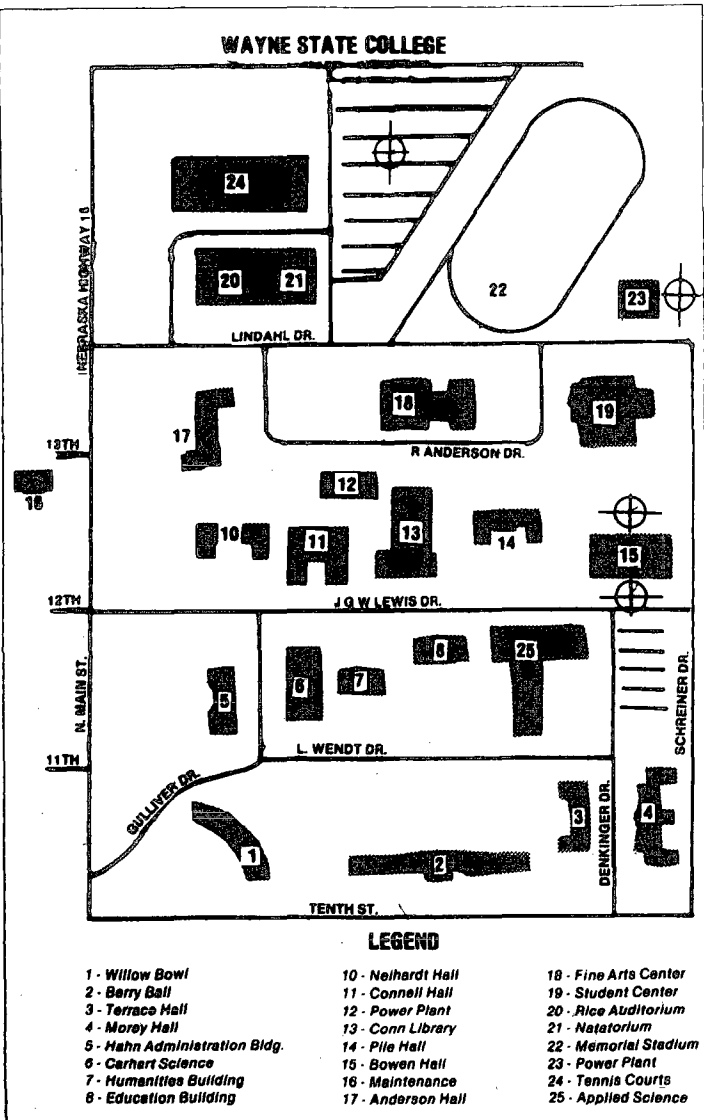 WAYNE STATE COLLEGE
24
NEBRASKA HIGHWAY 15
20
21
22
23
LINDAHL DR.
18
19
17
13TH
R ANDERSON DR.
16
12
10
11
13
14
15
12TH
J G W LEWIS DR.
N. MAIN ST.
5
6
7
8
25
SCHREINER DR.
11TH
L. WENDT DR.
GULLIVER DR.
DENKINGER DR.
1
2
3
4
TENTH ST.
LEGEND
1 - Willow Bowl
2 - Berry Ball
3 - Terrace Hall
4 - Morey Hall
5 - Hahn Administration Bldg.
6 - Carhart Science
7 - Humanities Building
8 - Education Building
10 - Neihardt Hall
11 - Connell Hall
12 - Power Plant
13 - Conn Library
14 - Pile Hall
15 - Bowen Hall
16 - Maintenance
17 - Anderson Hall
18 - Fine Arts Center
19 - Student Center
20 - Rice Auditorium
21 - Natatorium
22 - Memorial Stadium
23 - Power Plant
24 - Tennis Courts
25 - Applied Science